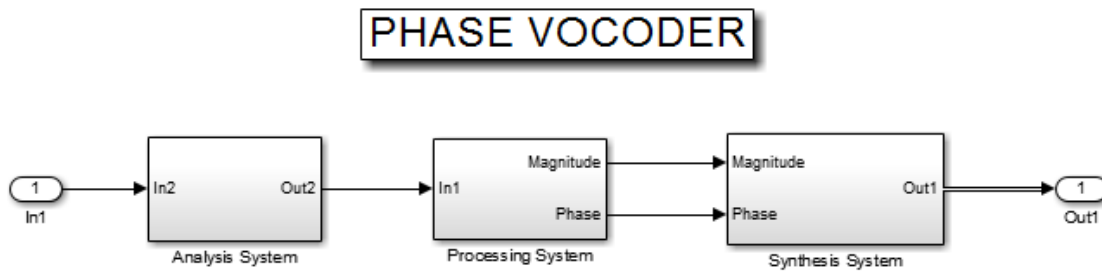 PHASE VOCODER
1
In1
In2
Out2
Analysis System
In1
Magnitude
Phase
Processing System
Magnitude
Phase
Out1
Synthesis System
1
Out1